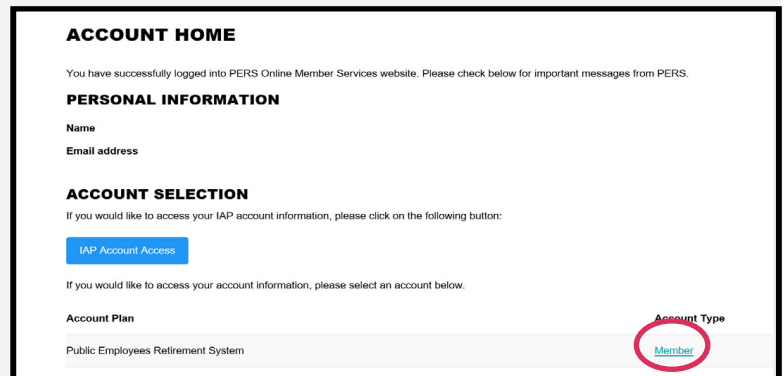 ACCOUNT HOME
You have successfully logged into PERS Online Member Services website. Please check below for important messages from PERS.
PERSONAL INFORMATION
Name
Email address
ACCOUNT SELECTION
If you would like to access your IAP account information, please click on the following button:
IAP Account Access
If you would like to access your account information, please select an account below.
Account Plan Account Type
Public Employees Retirement System Member